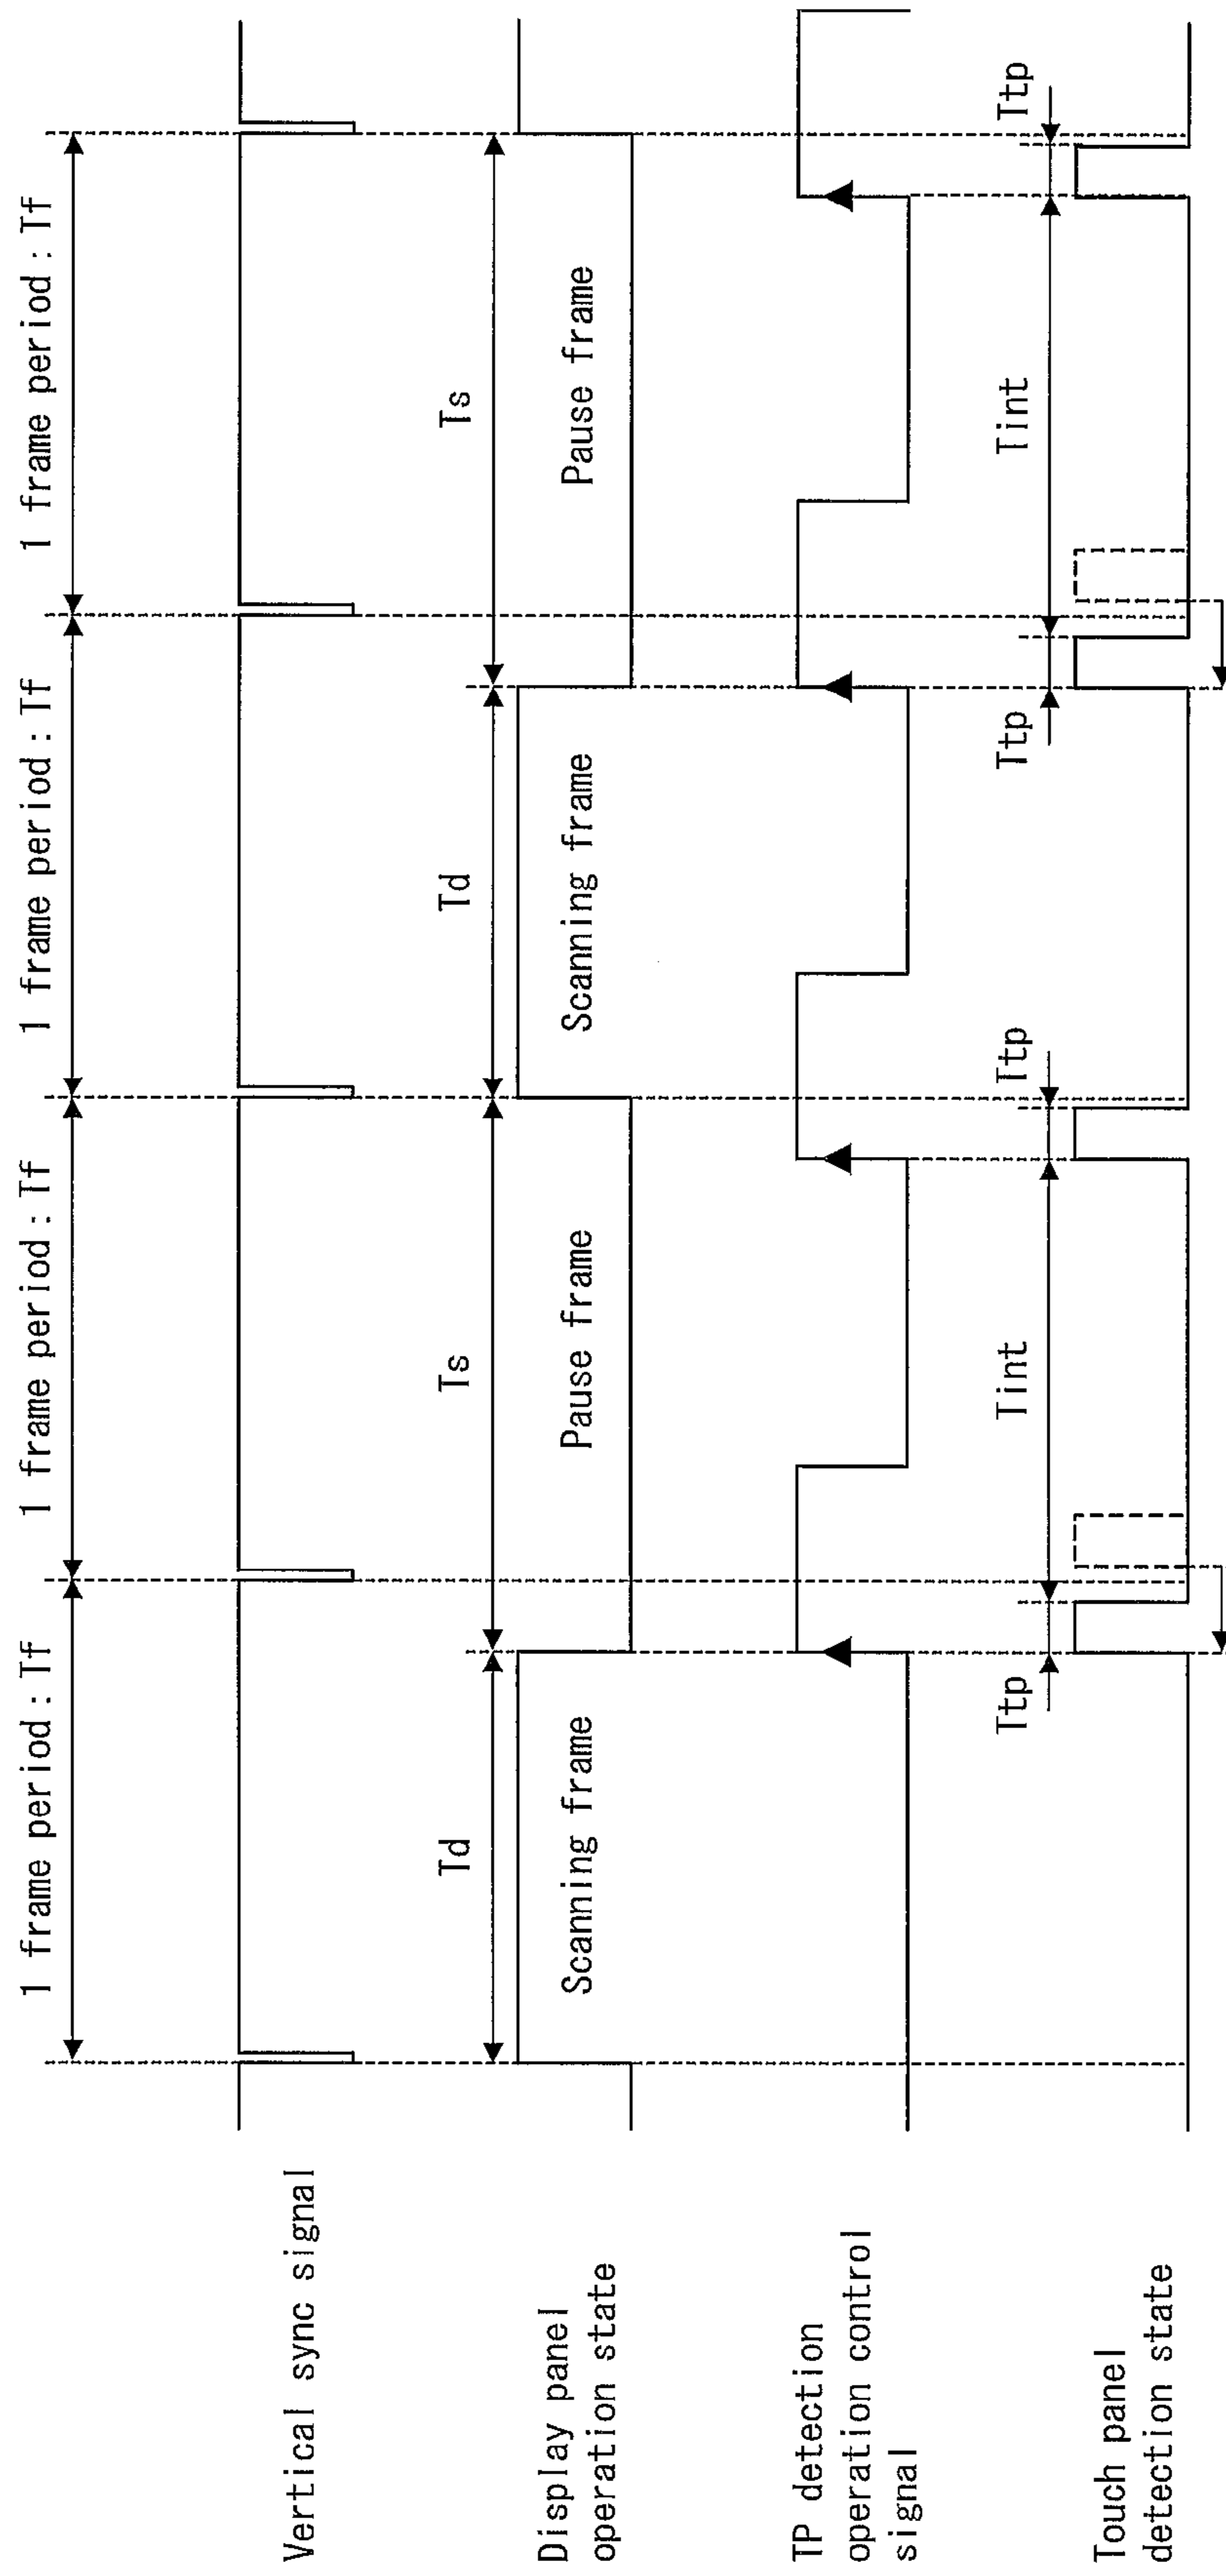 1 frame period : Tf
1 frame period : Tf
1 frame period : Tf
1 frame period : Tf
Vertical sync signal
Td
Ts
Td
Ts
Display panel
operation state
Scanning frame
Pause frame
Scanning frame
Pause frame
TP detection
operation control
signal
Ttp
Tint
Ttp
Ttp
Tint
Ttp
Touch panel
detection state